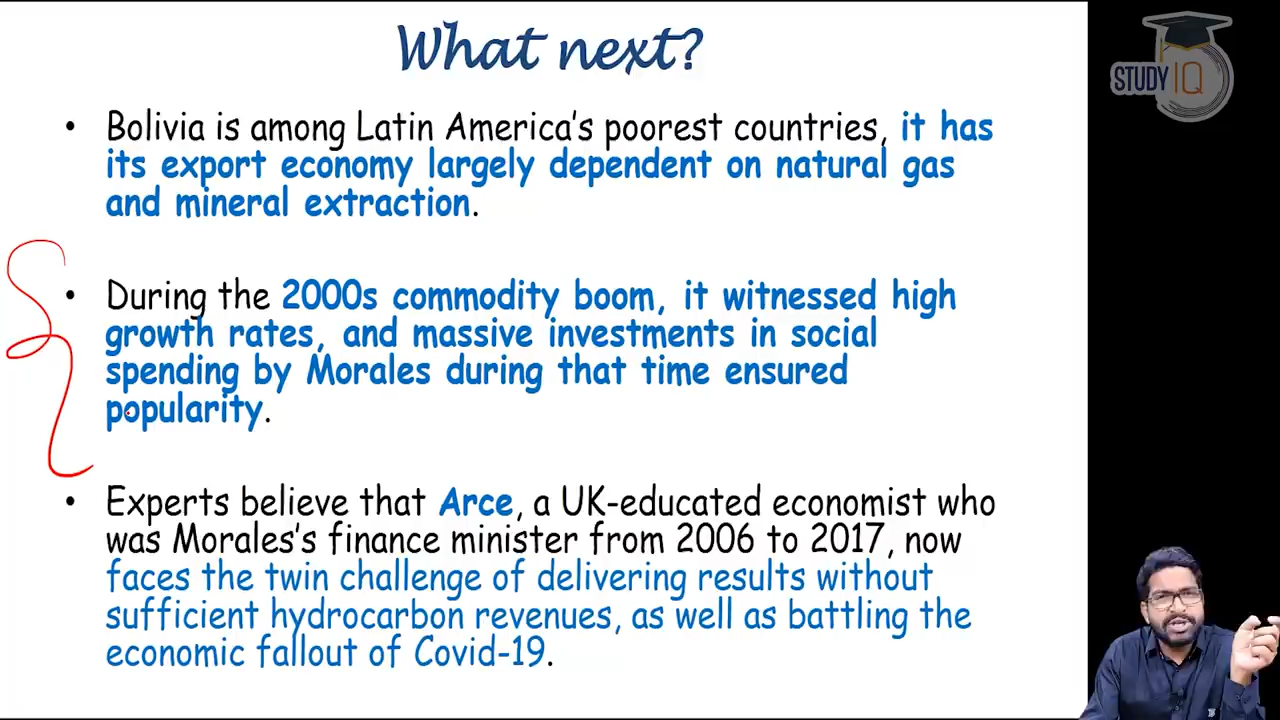 What next?
STUDY IQ
• Bolivia is among Latin America's poorest countries, it has
its export economy largely dependent on natural gas
and mineral extraction.
• During the 2000s commodity boom, it witnessed high
growth rates, and massive investments in social
spending by Morales during that time ensured
popularity.
• Experts believe that Arce, a UK-educated economist who
was Morales's finance minister from 2006 to 2017, now
faces the twin challenge of delivering results without
sufficient hydrocarbon revenues, as well as battling the
economic fallout of Covid-19.